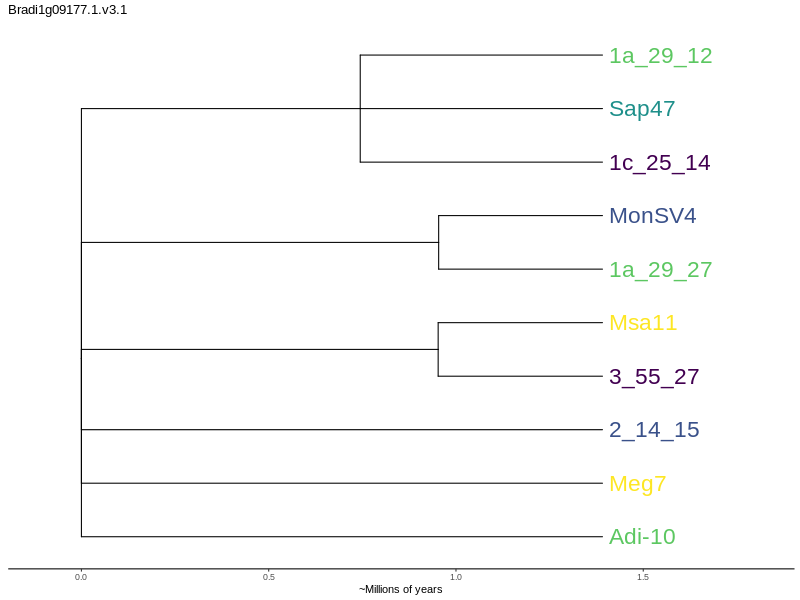 Bradi1g09177.1.v3.1
1a_29_12
Sap47
1c_25_14
MonSV4
1a_29_27
Msa11
3_55_27
2_14_15
Meg7
Adi-10
0.0 0.5 1.0 1.5
~Millions of years